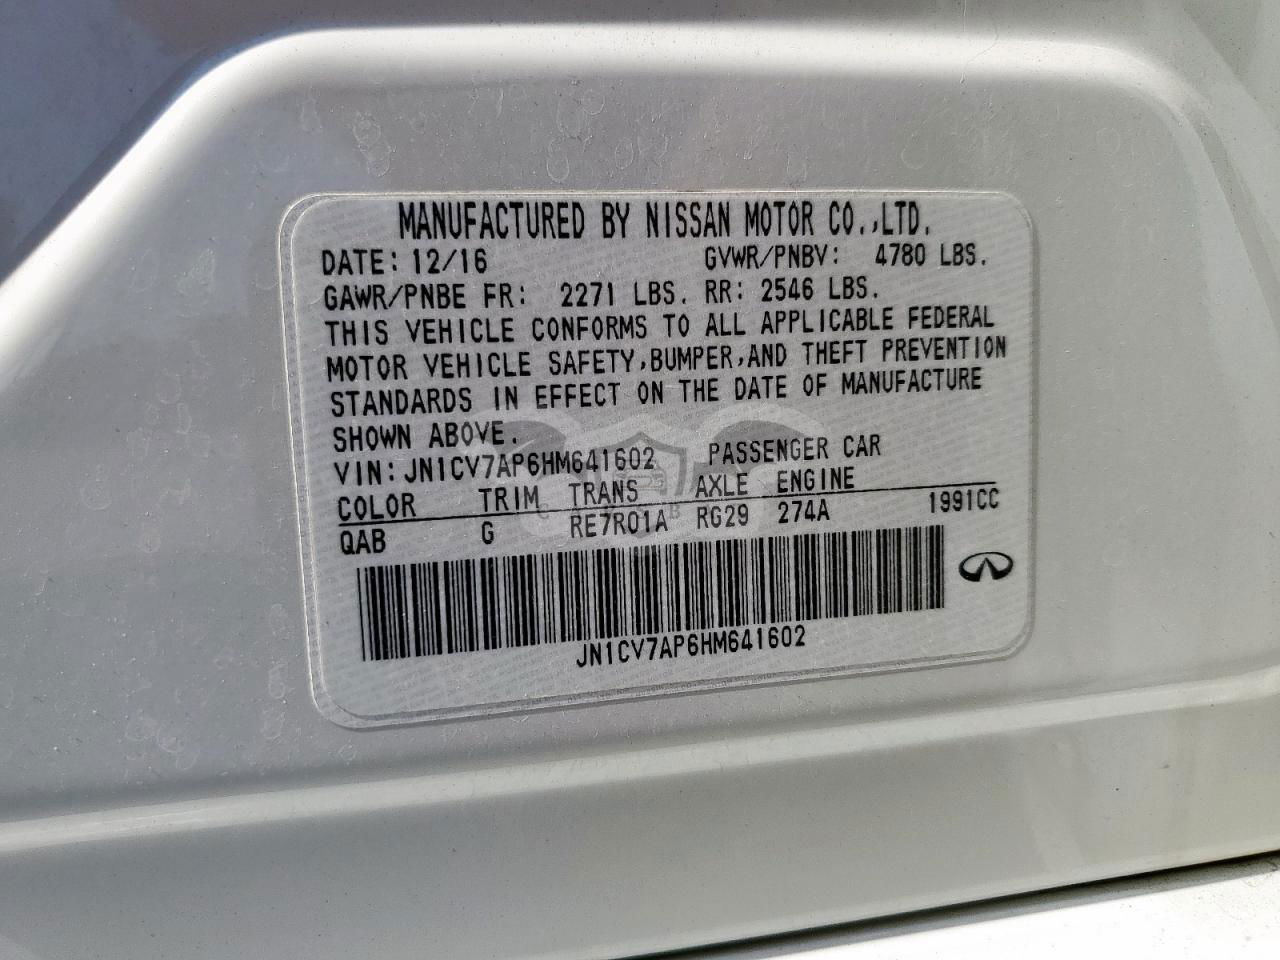 MANUFACTURED BY NISSAN MOTOR CO.,LTD.
DATE: 12/16 GVWR/PNBV: 4780 LBS.
GAWR/PNBE FR: 2271 LBS. RR: 2546 LBS.
THIS VEHICLE CONFORMS TO ALL APPLICABLE FEDERAL
MOTOR VEHICLE SAFETY,BUMPER,AND THEFT PREVENTION
STANDARDS IN EFFECT ON THE DATE OF MANUFACTURE
SHOWN ABOVE.
VIN:JN1CV7AP6HM641602 PASSENGER CAR
COLOR TRIM TRANS AXLE ENGINE
QAB G RE7R01A RG29 274A 1991CC
JN1CV7AP6HM641602